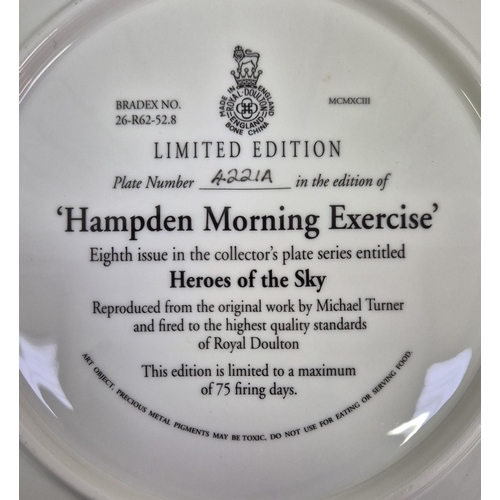 MADE IN ENGLAND
ROYAL·DOULTON
ENGLAND
BONE CHINA
BRADEX NO.
26-R62-52.8
MCMXCIII
LIMITED EDITION
Plate Number 4221A in the edition of
'Hampden Morning Exercise'
Eighth issue in the collector's plate series entitled
Heroes of the Sky
Reproduced from the original work by Michael Turner
and fired to the highest quality standards
of Royal Doulton
This edition is limited to a maximum
of 75 firing days.
ART OBJECT, PRECIOUS METAL PIGMENTS MAY BE TOXIC. DO NOT USE FOR EATING OR SERVING FOOD.